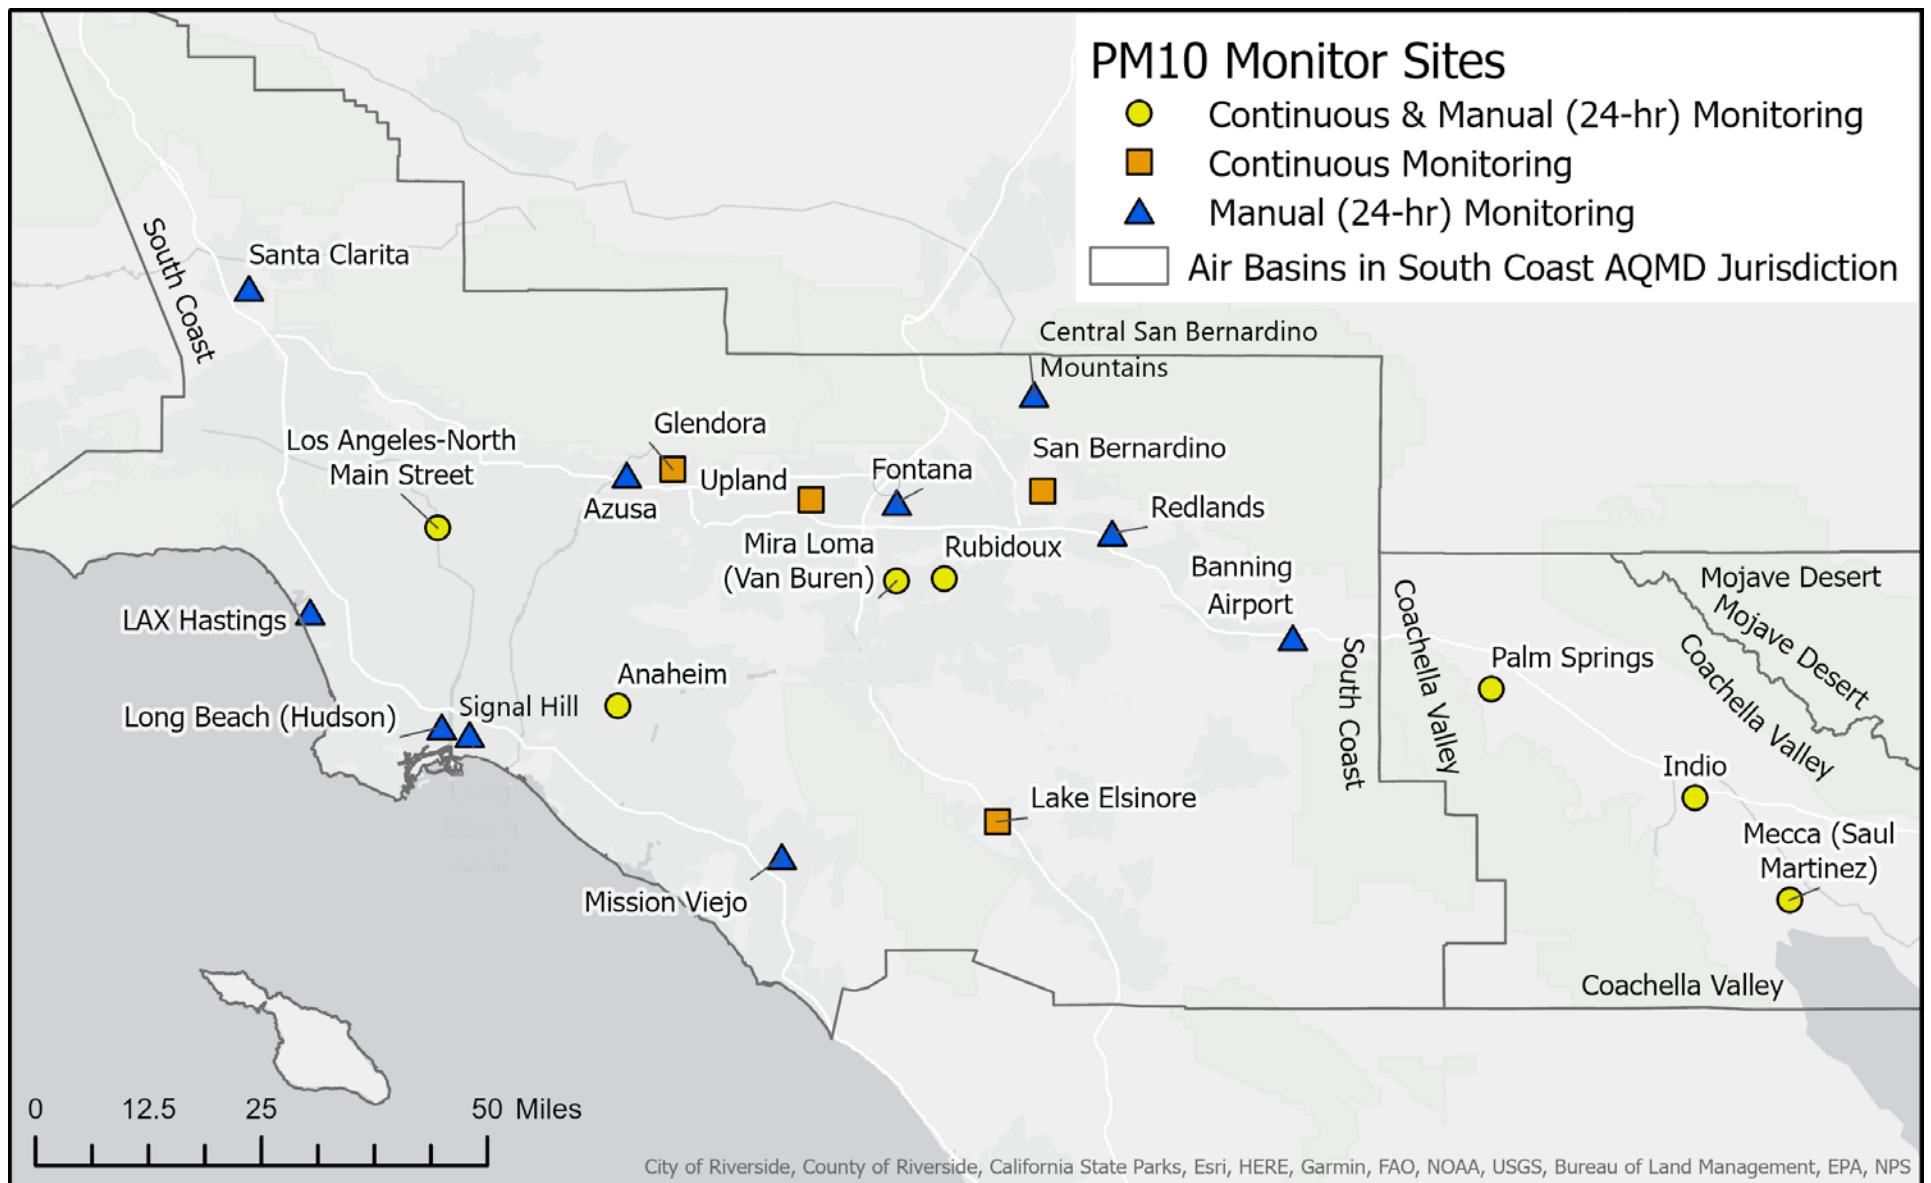 PM10 Monitor Sites
Continuous & Manual (24-hr) Monitoring
Continuous Monitoring
Manual (24-hr) Monitoring
Air Basins in South Coast AQMD Jurisdiction
South Coast
Santa Clarita
Central San Bernardino
Mountains
Glendora
Los Angeles-North
Main Street
San Bernardino
Upland
Fontana
Azusa
Redlands
Mira Loma
(Van Buren)
Rubidoux
Banning
Airport
Mojave Desert
Mojave Desert
Coachella Valley
Coachella Valley
South Coast
LAX Hastings
Palm Springs
Anaheim
Signal Hill
Long Beach (Hudson)
Indio
Long
Beach
Lake Elsinore
Mecca (Saul
Martinez)
Mission Viejo
Coachella Valley
0 12.5 25 50 Miles
City of Riverside, County of Riverside, California State Parks, Esri, HERE, Garmin, FAO, NOAA, USGS, Bureau of Land Management, EPA, NPS